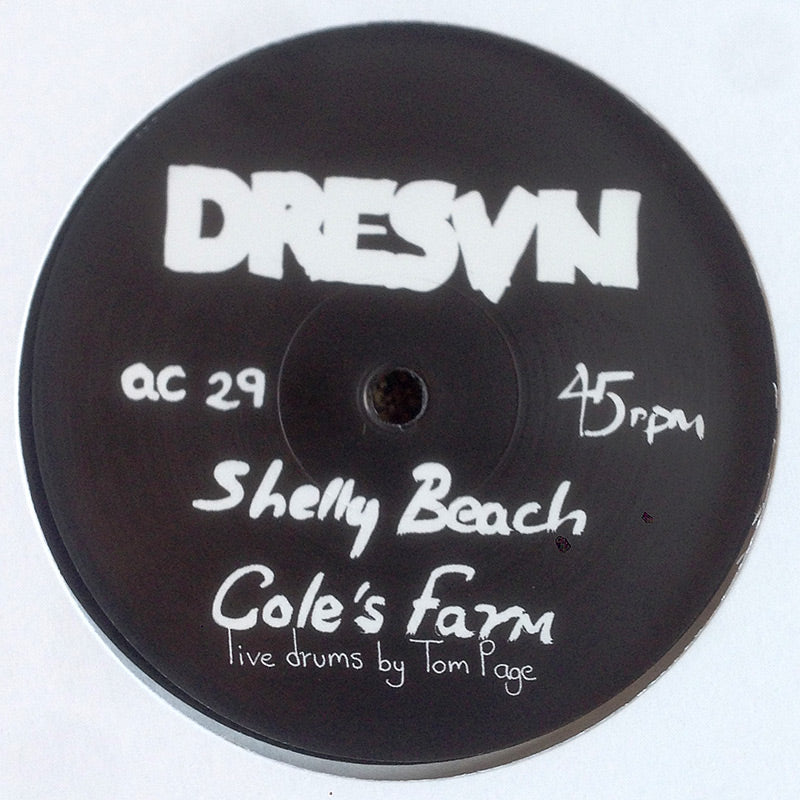 DRESVN
ac 29
45rpm
Shelly Beach
Cole's farm
live drums by Tom Page